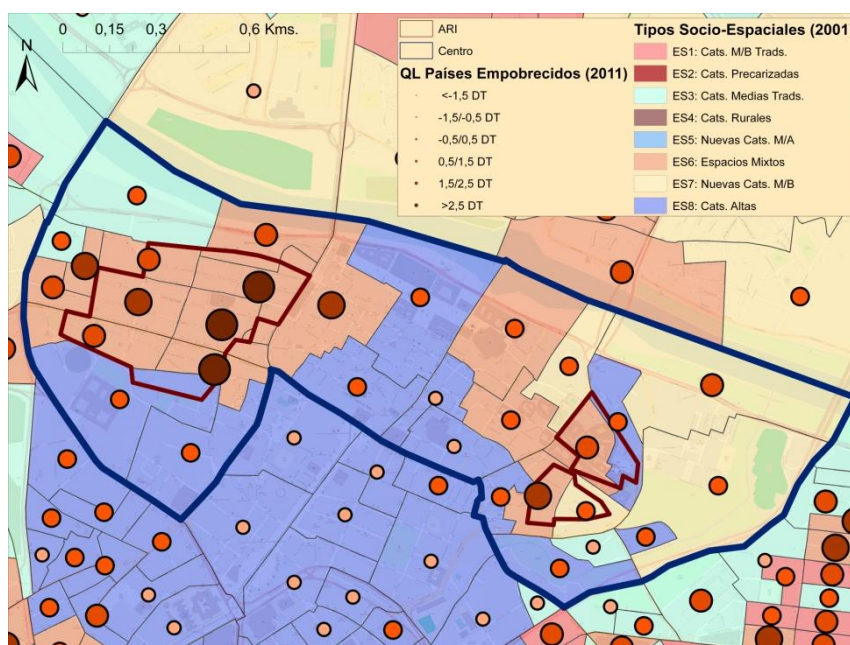 0 0,15 0,3 0,6 Kms.
N
ARI
Centro
QL Países Empobrecidos (2011)
<-1,5 DT
-1,5/-0,5 DT
-0,5/0,5 DT
0,5/1,5 DT
1,5/2,5 DT
>2,5 DT
Tipos Socio-Espaciales (2001
ES1: Cats. M/B Trads.
ES2: Cats. Precarizadas
ES3: Cats. Medias Trads.
ES4: Cats. Rurales
ES5: Nuevas Cats. M/A
ES6: Espacios Mixtos
ES7: Nuevas Cats. M/B
ES8: Cats. Altas